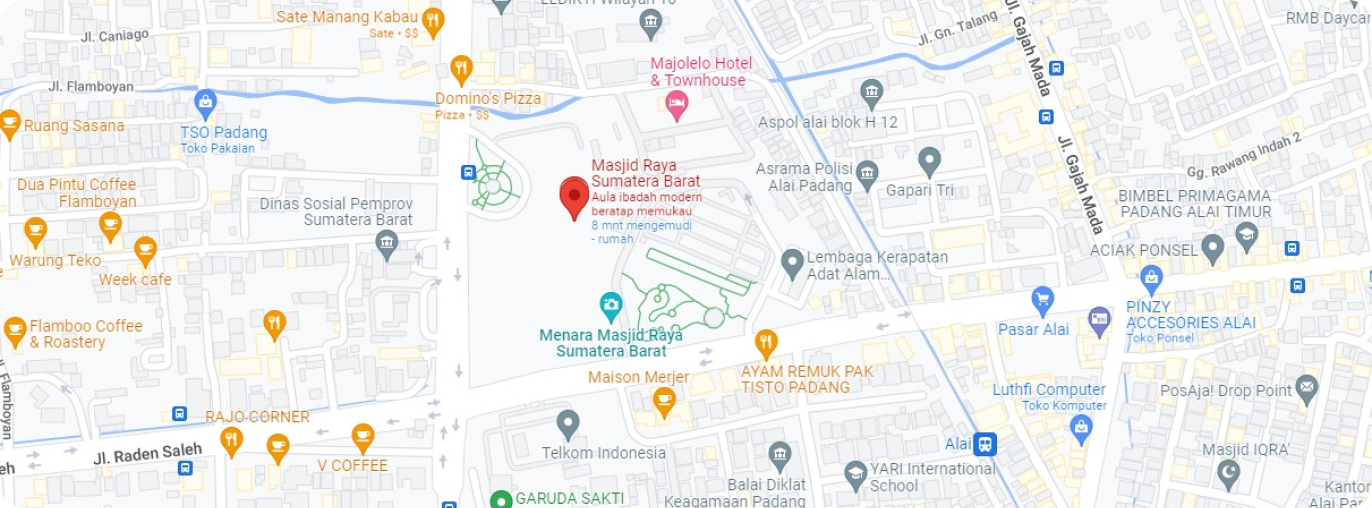 Sate Manang Kabau
Sate • $$
Jl. Caniago
Jl. Gn. Talang
Jl. Gajah Mada
RMB Daycar
Majolelo Hotel
& Townhouse
Jl. Flamboyan
Domino's Pizza
Pizza • $$
Ruang Sasana
TSO Padang
Toko Pakaian
Aspol alai blok H 12
Jl. Gajah Mada
Gg. Rawang Indah 2
Masjid Raya
Sumatera Barat
Aula ibadah modern
beratap memukau
8 mnt mengemudi
- rumah
Asrama Polisi
Alai Padang
Gapari Tri
Dua Pintu Coffee
Flamboyan
Dinas Sosial Pemprov
Sumatera Barat
BIMBEL PRIMAGAMA
PADANG ALAI TIMUR
Warung Teko
Week cafe
ACIAK PONSEL
Lembaga Kerapatan
Adat Alam...
Flamboo Coffee
& Roastery
Menara Masjid Raya
Sumatera Barat
Pasar Alai
PINZY
ACCESORIES ALAI
Toko Ponsel
Maison Merjer
AYAM REMUK PAK
TISTO PADANG
Luthfi Computer
Toko Komputer
PosAja! Drop Point
Jl. Flamboyan
RAJO CORNER
Jl. Raden Saleh
eh
V COFFEE
Telkom Indonesia
Alai
Masjid IQRA'
Balai Diklat
Keagamaan Padang
YARI International
School
GARUDA SAKTI
Kantor
Alai Par